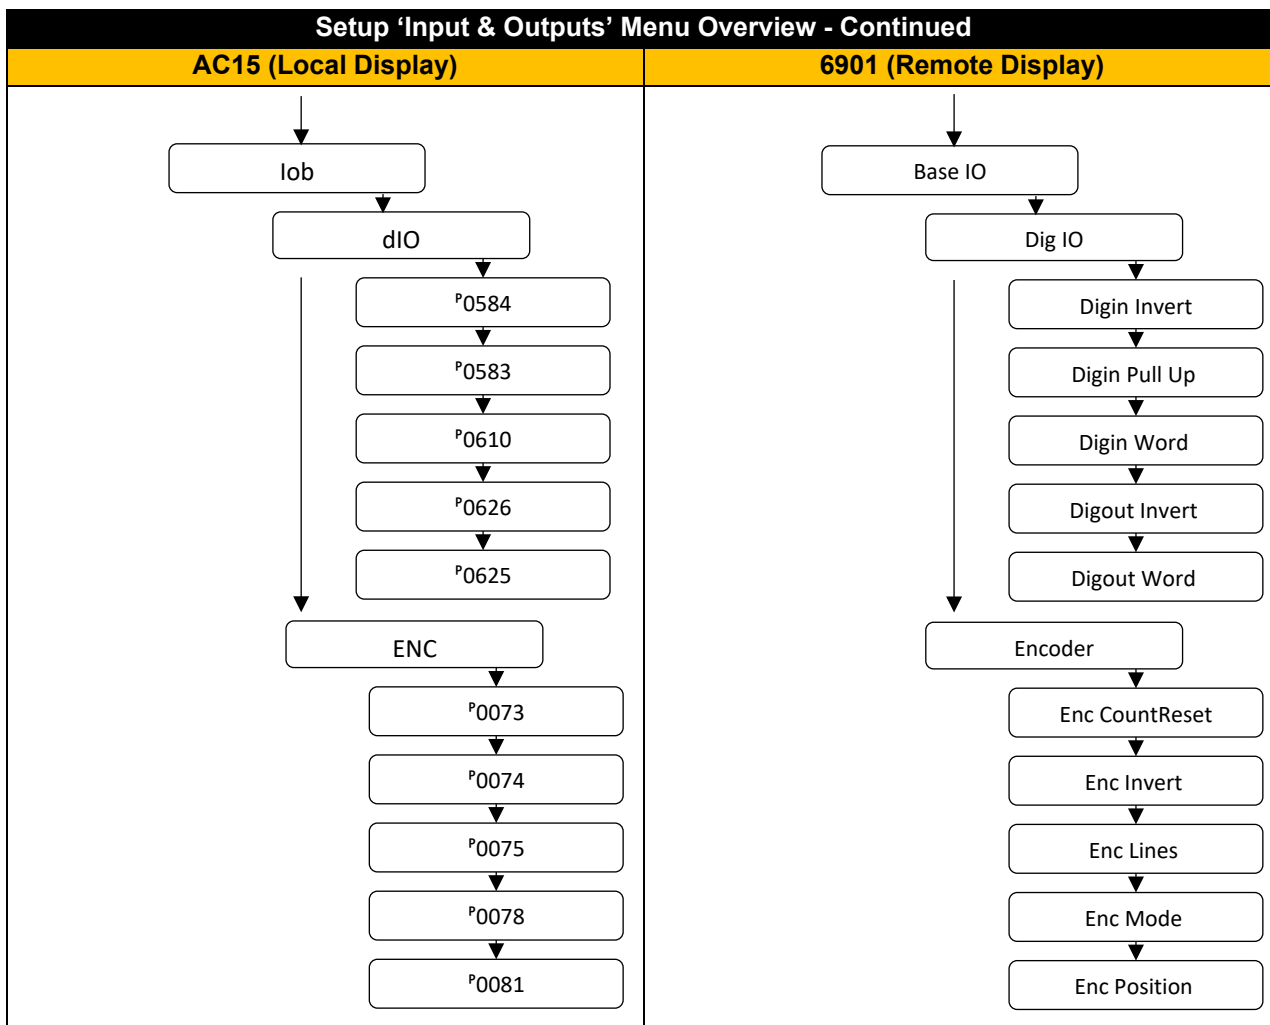 Setup ‘Input & Outputs’ Menu Overview - Continued
AC15 (Local Display)
6901 (Remote Display)
Iob
dIO
ᴾ0584
ᴾ0583
ᴾ0610
ᴾ0626
ᴾ0625
ENC
ᴾ0073
ᴾ0074
ᴾ0075
ᴾ0078
ᴾ0081
Base IO
Dig IO
Digin Invert
Digin Pull Up
Digin Word
Digout Invert
Digout Word
Encoder
Enc CountReset
Enc Invert
Enc Lines
Enc Mode
Enc Position